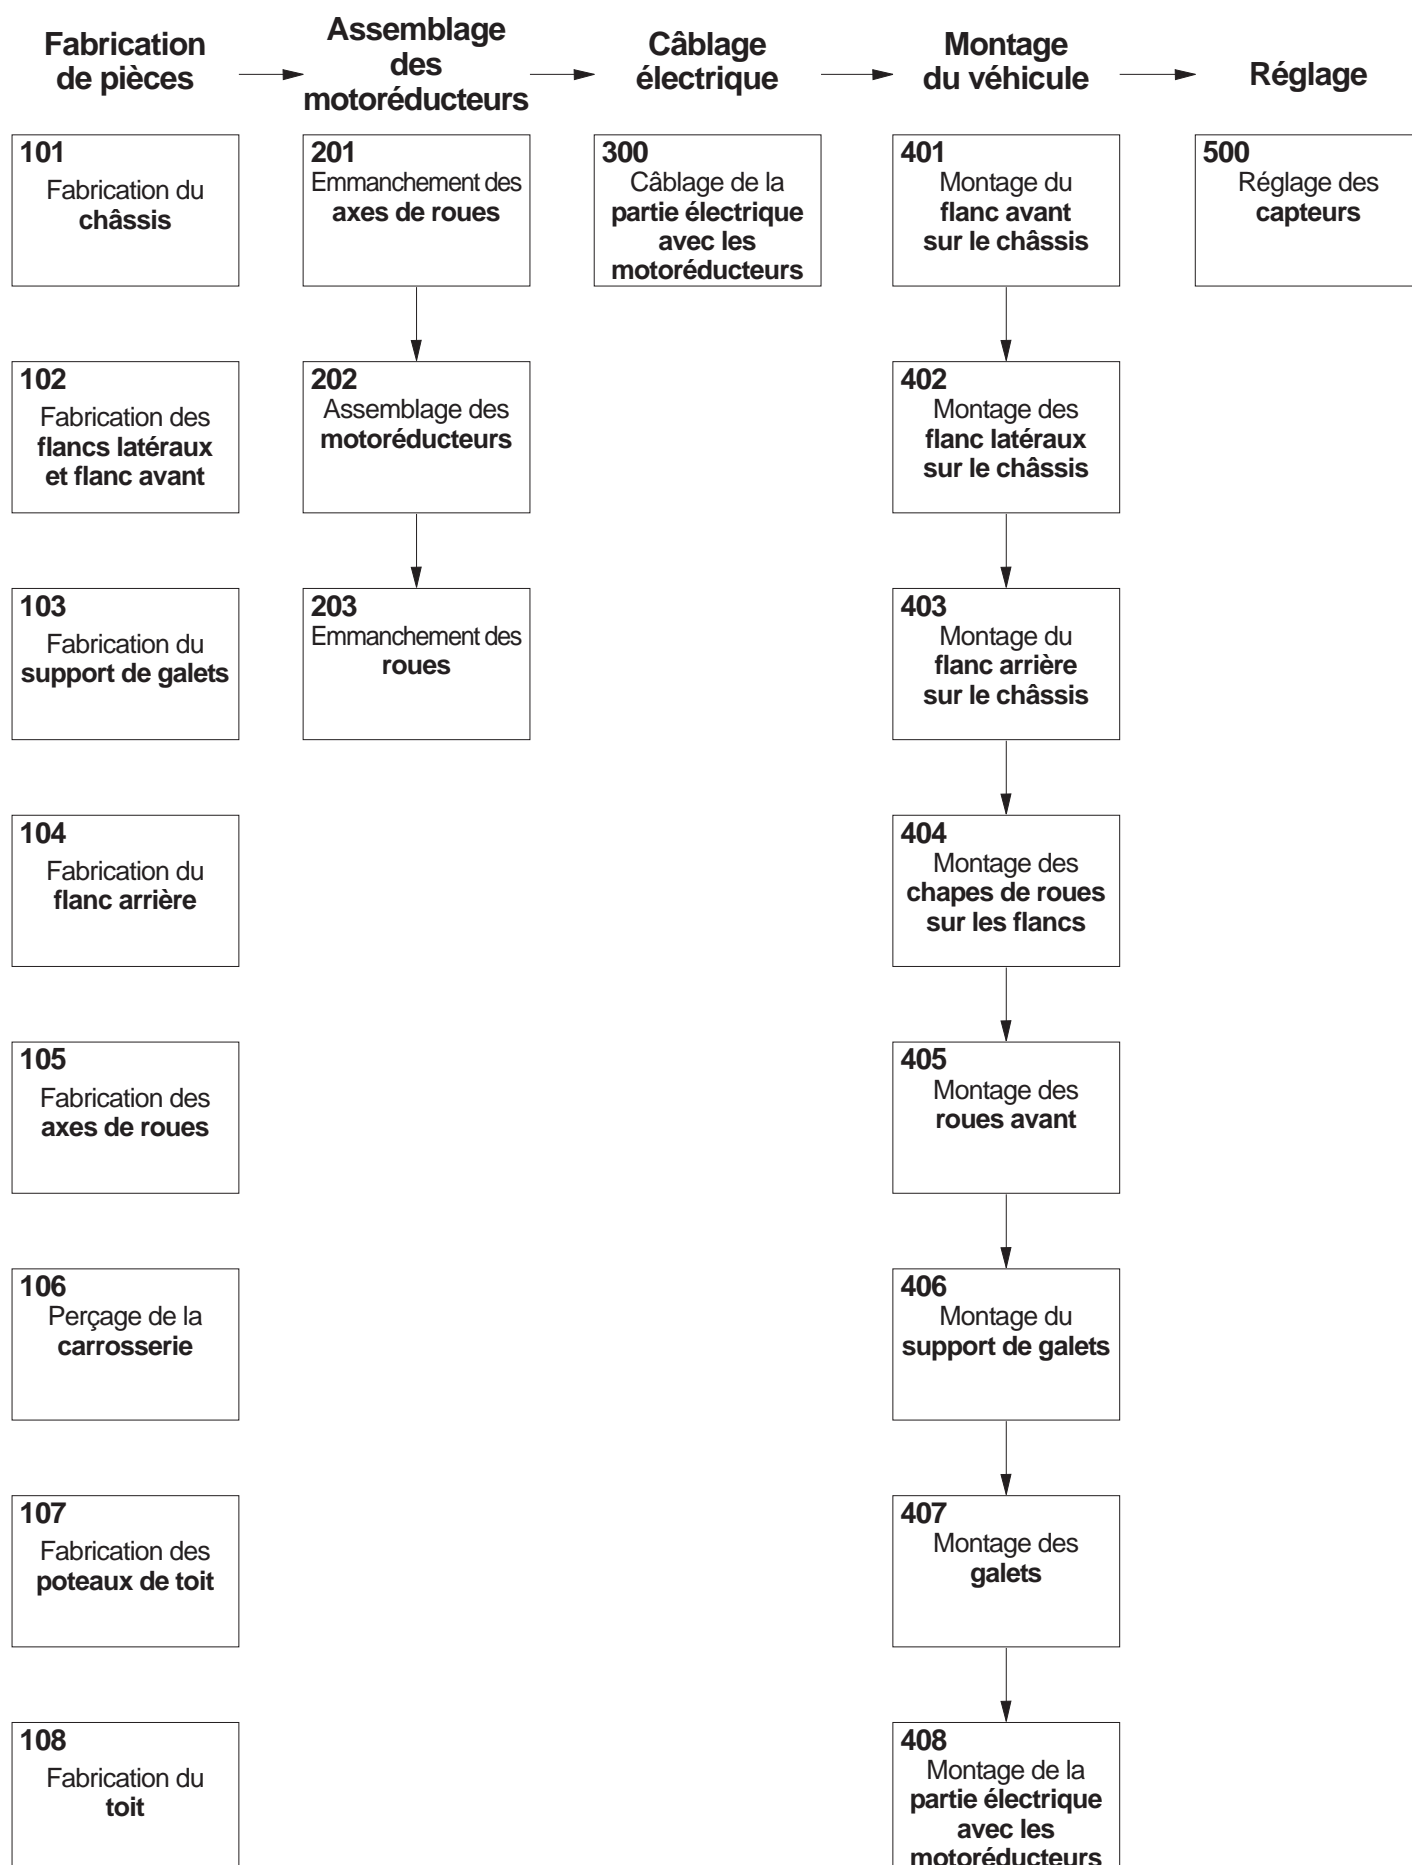 Fabrication
de pièces
Assemblage
des
motoréducteurs
Câblage
électrique
Montage
du véhicule
Réglage
101
Fabrication du
châssis
201
Emmanchement des
axes de roues
300
Câblage de la
partie électrique
avec les
motoréducteurs
401
Montage du
flanc avant
sur le châssis
500
Réglage des
capteurs
102
Fabrication des
flancs latéraux
et flanc avant
202
Assemblage des
motoréducteurs
402
Montage des
flanc latéraux
sur le châssis
103
Fabrication du
support de galets
203
Emmanchement des
roues
403
Montage du
flanc arrière
sur le châssis
104
Fabrication du
flanc arrière
404
Montage des
chapes de roues
sur les flancs
105
Fabrication des
axes de roues
405
Montage des
roues avant
106
Perçage de la
carrosserie
406
Montage du
support de galets
107
Fabrication des
poteaux de toit
407
Montage des
galets
108
Fabrication du
toit
408
Montage de la
partie électrique
avec les
motoréducteurs